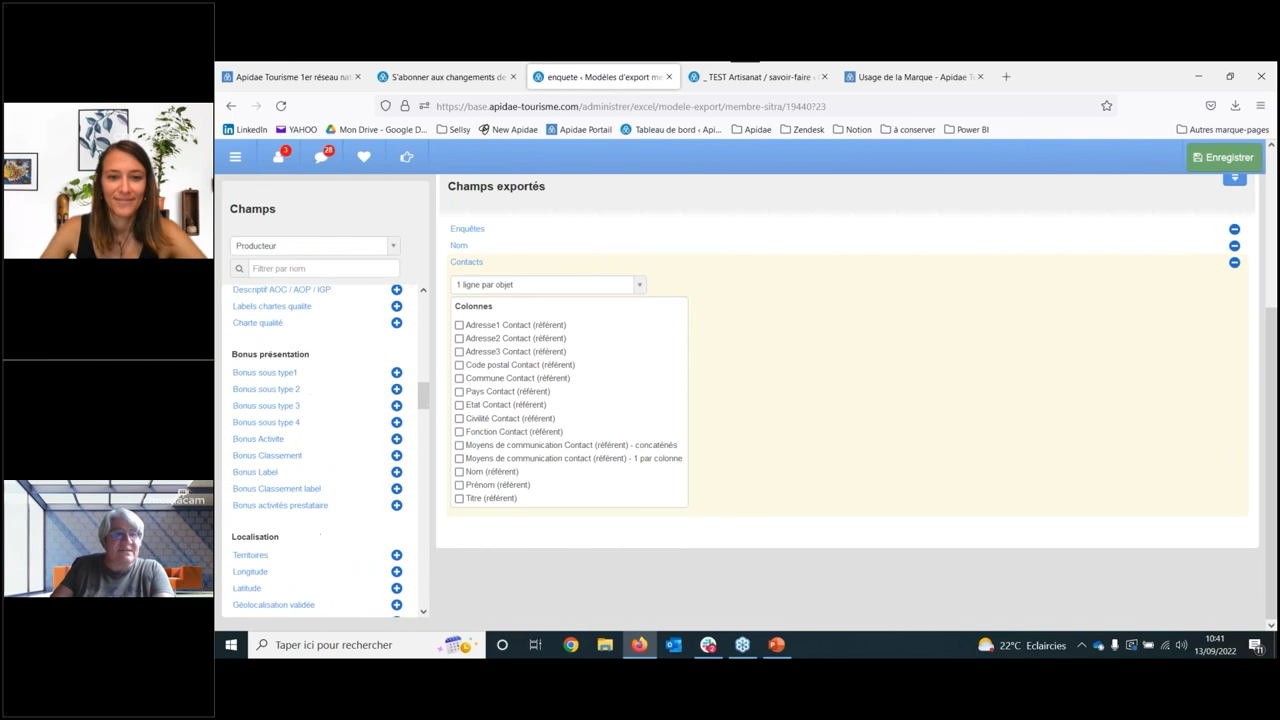 Apidae Tourisme 1er réseau nat
S'abonner aux changements de
enquete ‹ Modèles d'export me
_ TEST Artisanat / savoir-faire ‹
Usage de la Marque - Apidae T
https://base.apidae-tourisme.com/administrer/excel/modele-export/membre-sitra/19440?23
LinkedIn YAHOO Mon Drive - Google D... Sellsy New Apidae Apidae Portail Tableau de bord ‹ Api... Apidae Zendesk Notion à conserver Power BI Autres marque-pages
3 28 Enregistrer
Champs
Producteur
Filtrer par nom
Descriptif AOC / AOP / IGP
Labels chartes qualite
Charte qualité
Bonus présentation
Bonus sous type1
Bonus sous type 2
Bonus sous type 3
Bonus sous type 4
Bonus Activite
Bonus Classement
Bonus Label
Bonus Classement label
Bonus activités prestataire
Localisation
Territoires
Longitude
Latitude
Géolocalisation validée
Champs exportés
Enquêtes
Nom
Contacts
1 ligne par objet
Colonnes
Adresse1 Contact (référent)
Adresse2 Contact (référent)
Adresse3 Contact (référent)
Code postal Contact (référent)
Commune Contact (référent)
Pays Contact (référent)
Etat Contact (référent)
Civilité Contact (référent)
Fonction Contact (référent)
Moyens de communication Contact (référent) - concaténés
Moyens de communication contact (référent) - 1 par colonne
Nom (référent)
Prénom (référent)
Titre (référent)
Taper ici pour rechercher
22°C Eclaircies
10:41
13/09/2022
11